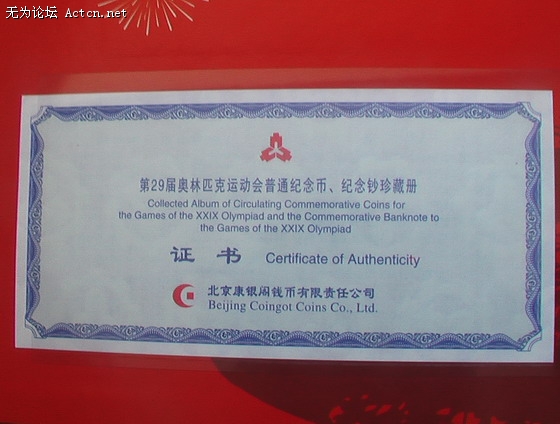 无为论坛 Actcn.net
第29届奥林匹克运动会普通纪念币、纪念钞珍藏册
Collected Album of Circulating Commemorative Coins for
the Games of the XXIX Olympiad and the Commemorative Banknote to
the Games of the XXIX Olympiad
证 书 Certificate of Authenticity
北京康银阁钱币有限责任公司
Beijing Coingot Coins Co., Ltd.